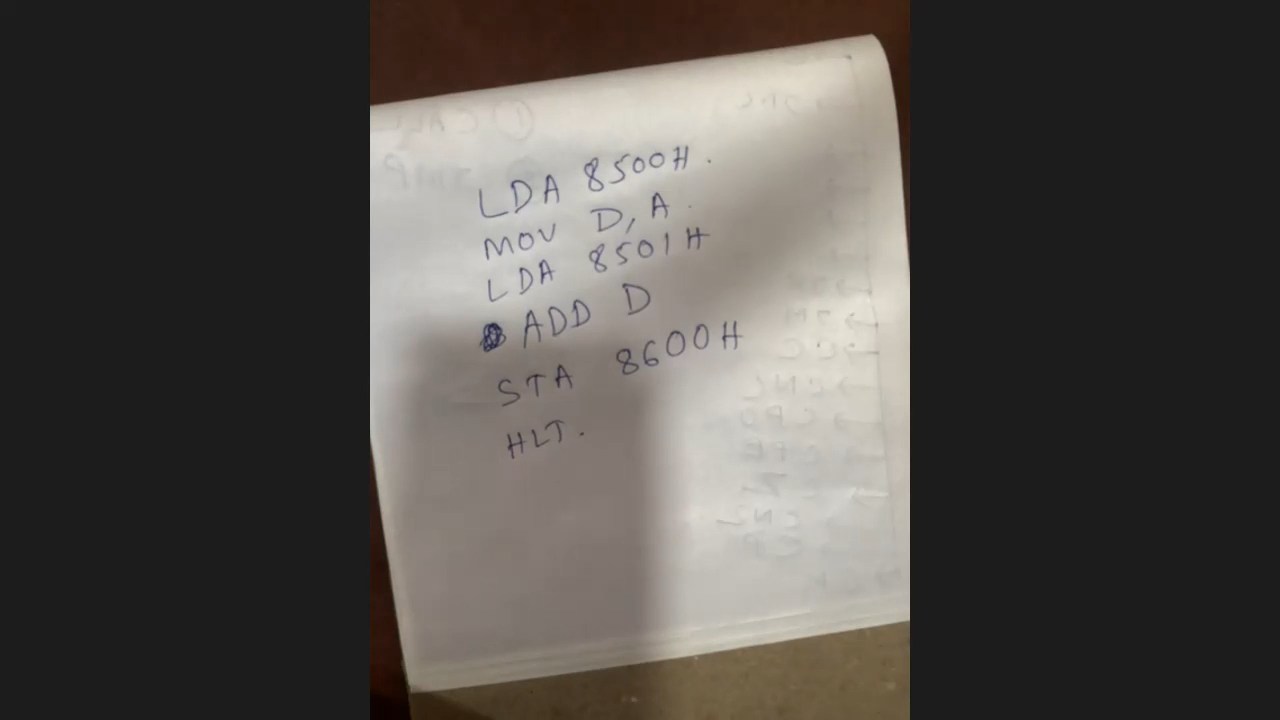 LDA 8500H.
MOV D, A.
LDA 8501H
ADD D
STA 8600H
HLT.